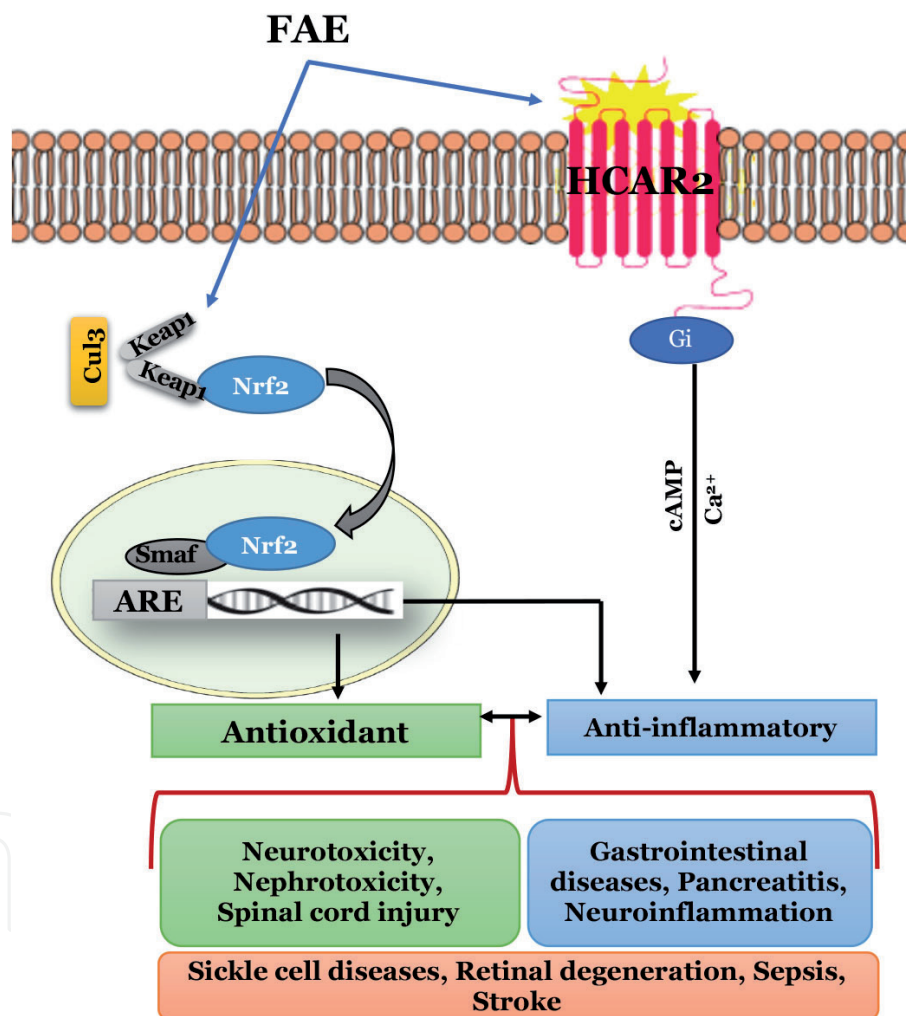 FAE
HCAR2
Gi
Cul3
Keap1
Keap1
Nrf2
cAMP
Ca²⁺
Smaf
Nrf2
ARE
Antioxidant
Anti-inflammatory
Neurotoxicity,
Nephrotoxicity,
Spinal cord injury
Gastrointestinal
diseases, Pancreatitis,
Neuroinflammation
Sickle cell diseases, Retinal degeneration, Sepsis,
Stroke